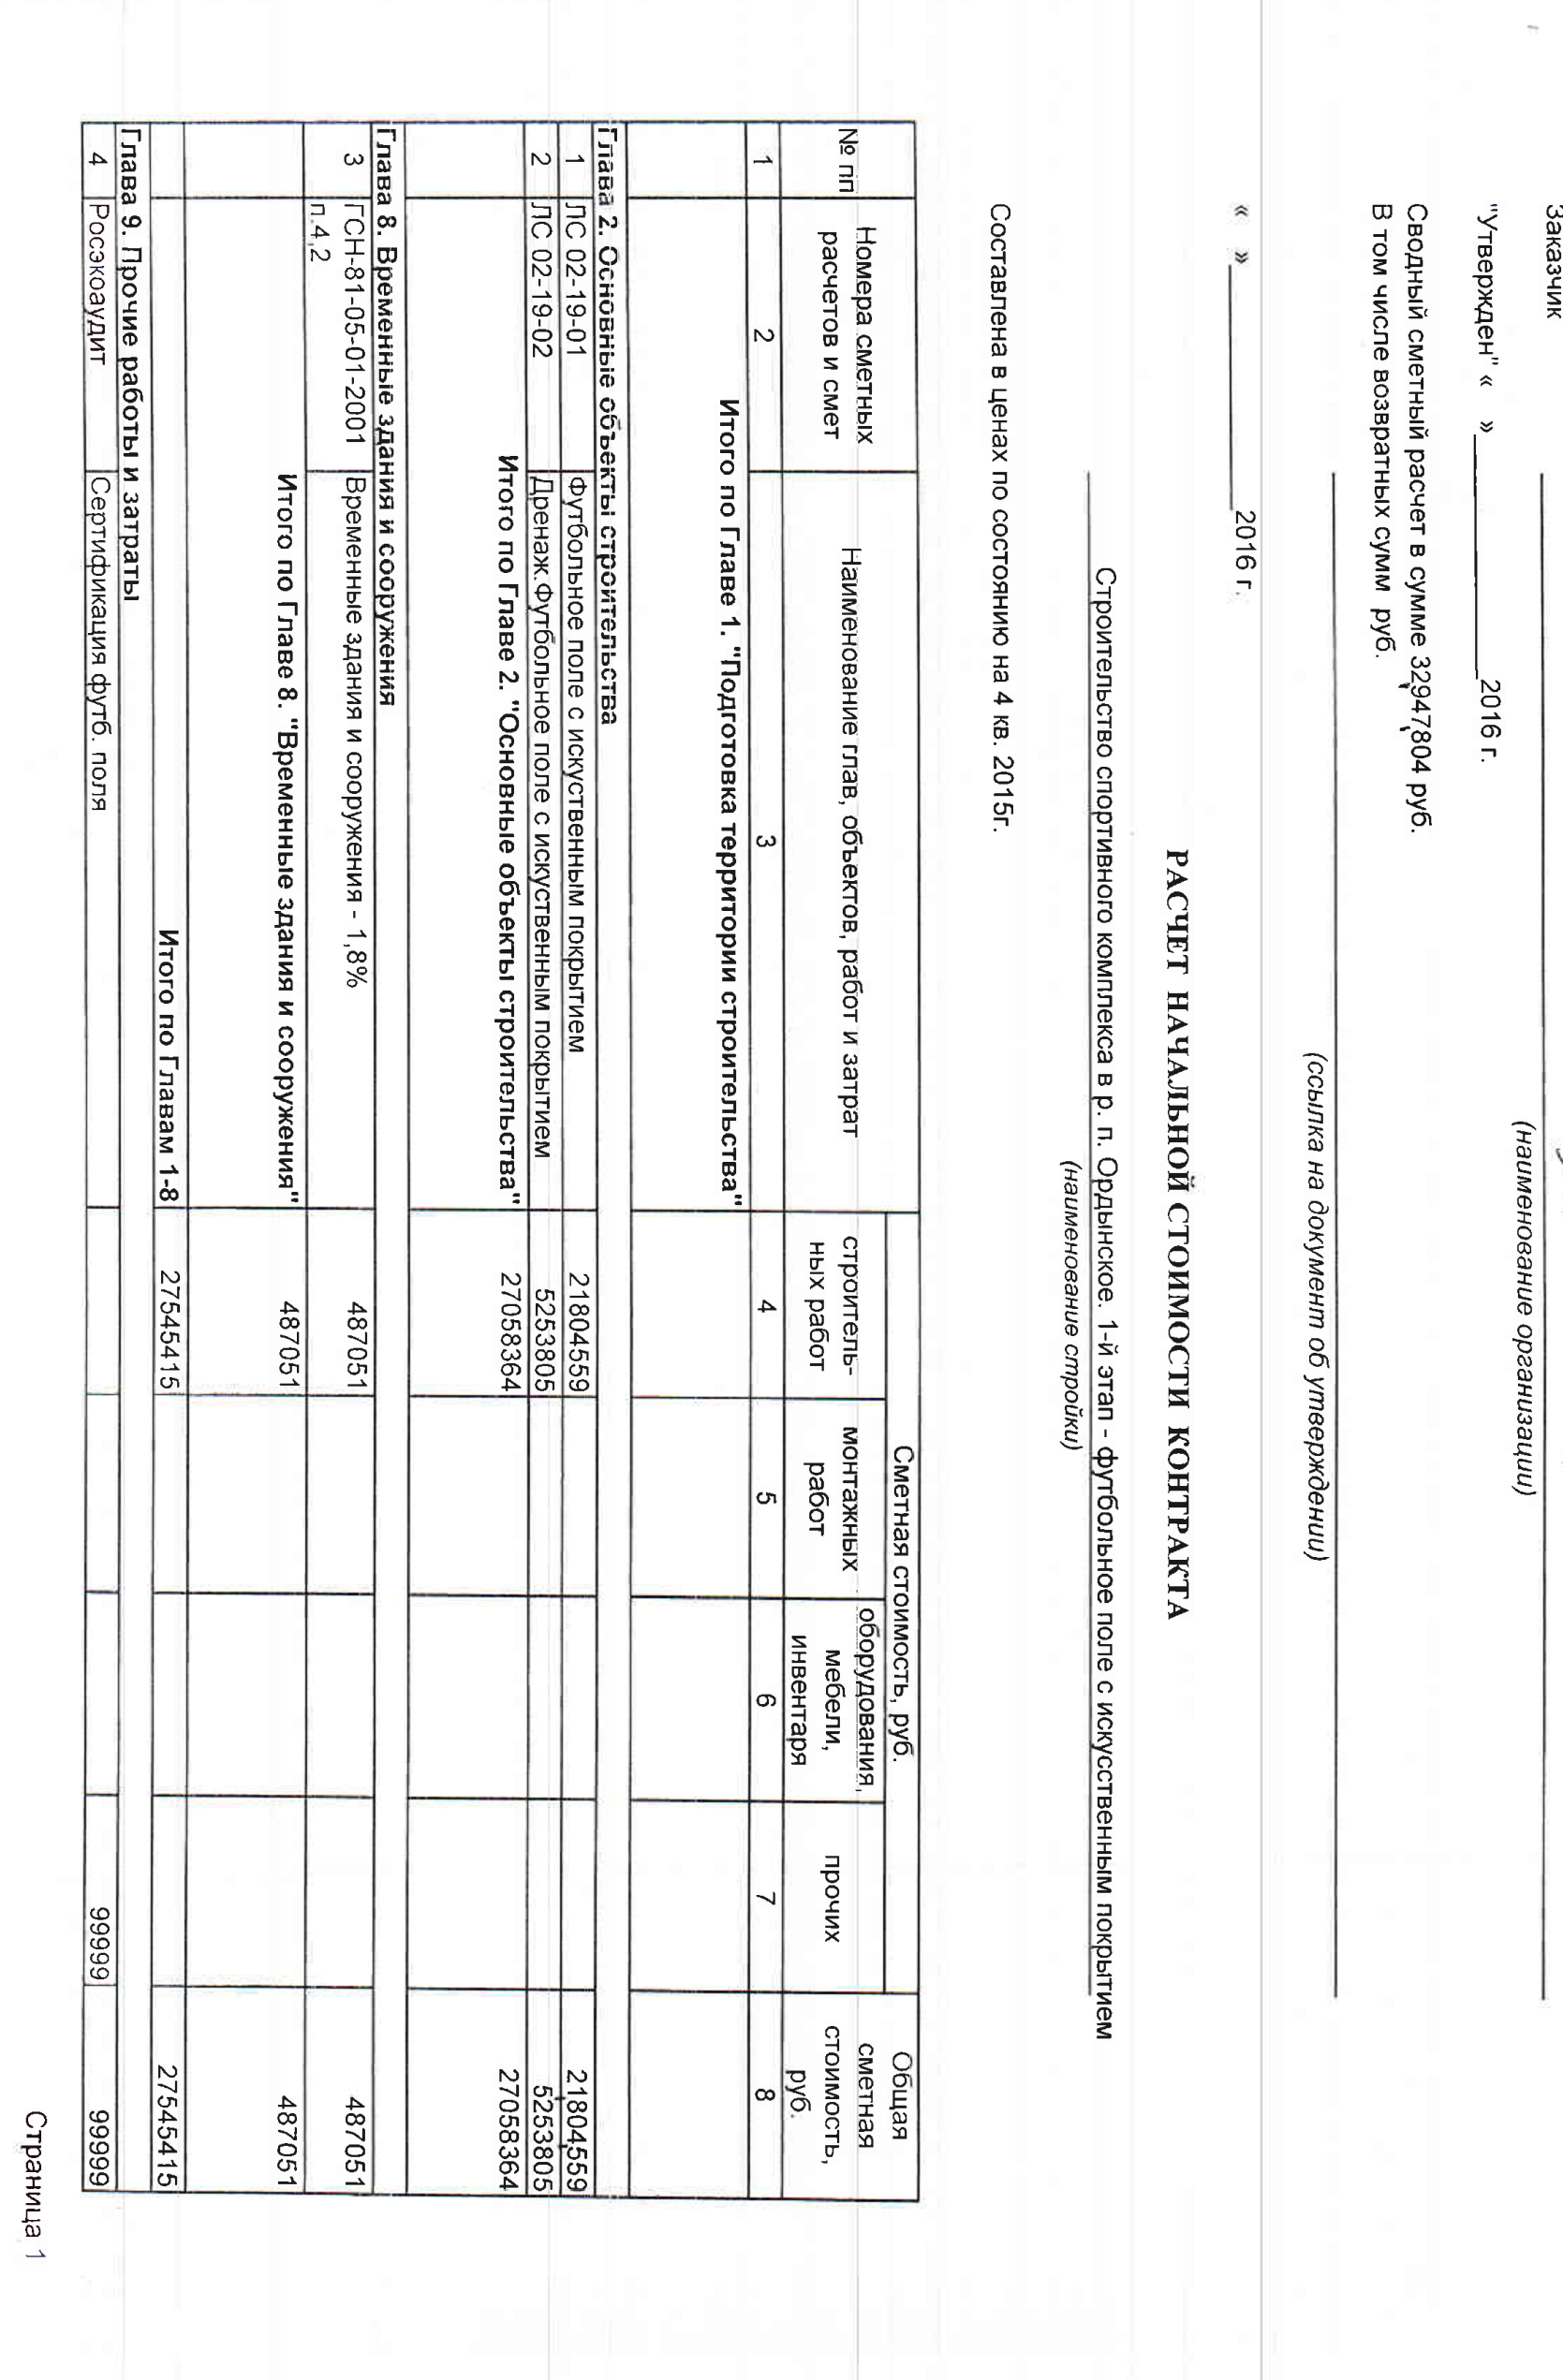 Заказчик
(наименование организации)
"Утвержден" « »____________2016 г.
Сводный сметный расчет в сумме 32947804 руб.
В том числе возвратных сумм руб.
(ссылка на документ об утверждении)
« »____________2016 г.
РАСЧЕТ НАЧАЛЬНОЙ СТОИМОСТИ КОНТРАКТА
Строительство спортивного комплекса в р. п. Ордынское. 1-й этап - футбольное поле с искусственным покрытием
(наименование стройки)
Составлена в ценах по состоянию на 4 кв. 2015г.
№ пп
Номера сметных
расчетов и смет
Наименование глав, объектов, работ и затрат
Сметная стоимость, руб.
строитель-
ных работ
монтажных
работ
оборудования,
мебели,
инвентаря
прочих
Общая
сметная
стоимость,
руб.
1 2 3 4 5 6 7 8
Итого по Главе 1. "Подготовка территории строительства"
Глава 2. Основные объекты строительства
1 ЛС 02-19-01 Футбольное поле с искуственным покрытием 21804559 21804559
2 ЛС 02-19-02 Дренаж.Футбольное поле с искуственным покрытием 5253805 5253805
Итого по Главе 2. "Основные объекты строительства" 27058364 27058364
Глава 8. Временные здания и сооружения
3 ГСН-81-05-01-2001 Временные здания и сооружения - 1,8% 487051 487051
п.4,2
Итого по Главе 8. "Временные здания и сооружения" 487051 487051
Итого по Главам 1-8 27545415 27545415
Глава 9. Прочие работы и затраты
4 Росэкоаудит Сертификация футб. поля 99999 99999
Страница 1